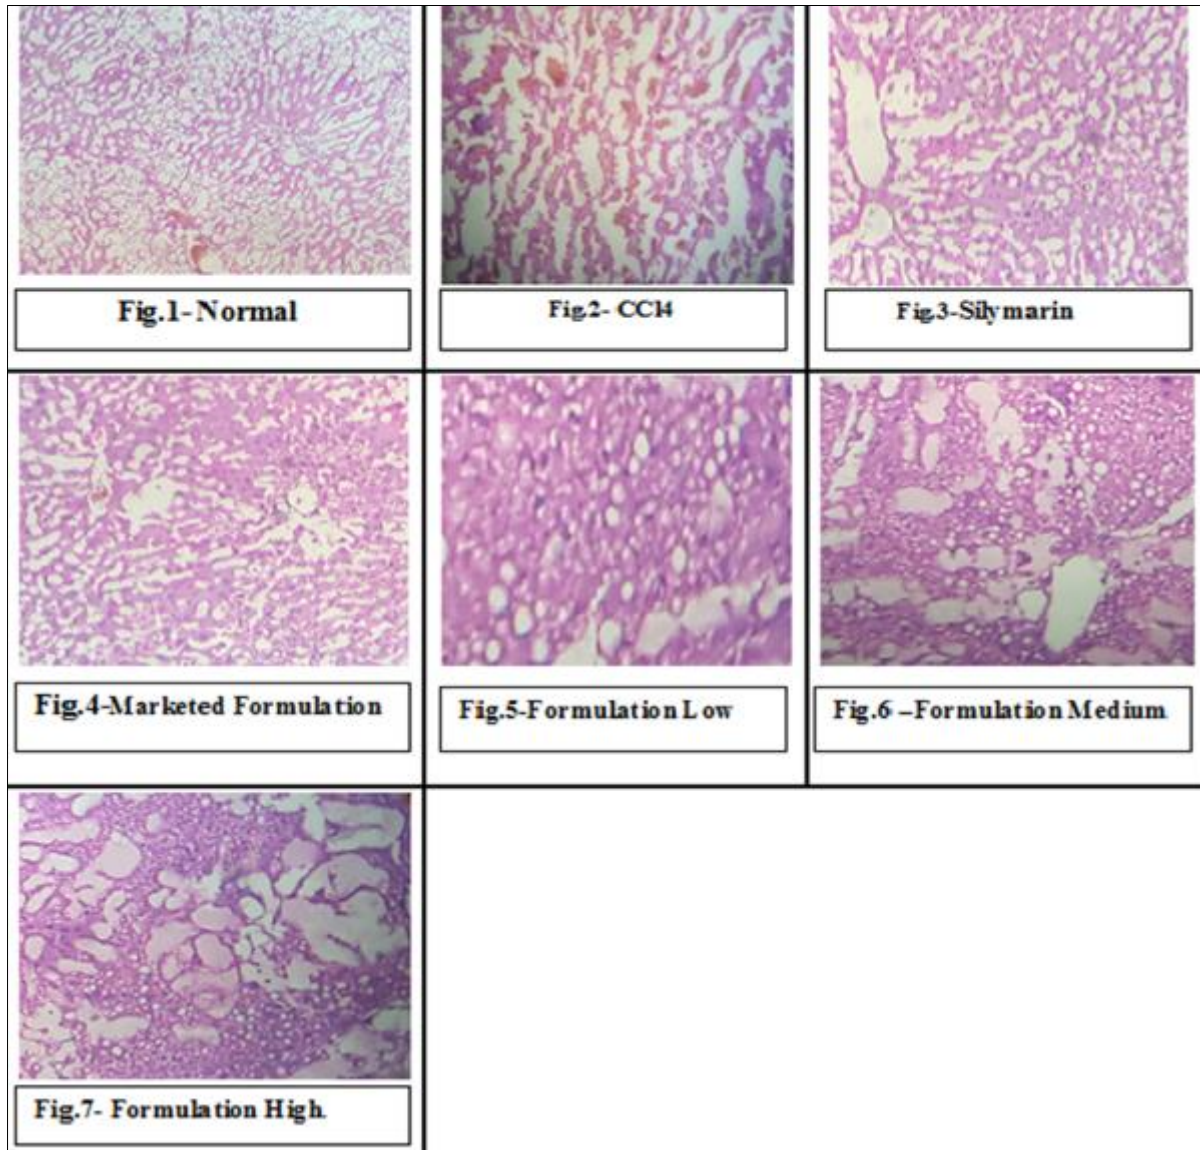 Fig.1- Normal
Fig.2- CCl4
Fig.3-Silymarin
Fig.4-Marketed Formulation
Fig.5-Formulation Low
Fig.6 –Formulation Medium
Fig.7- Formulation High